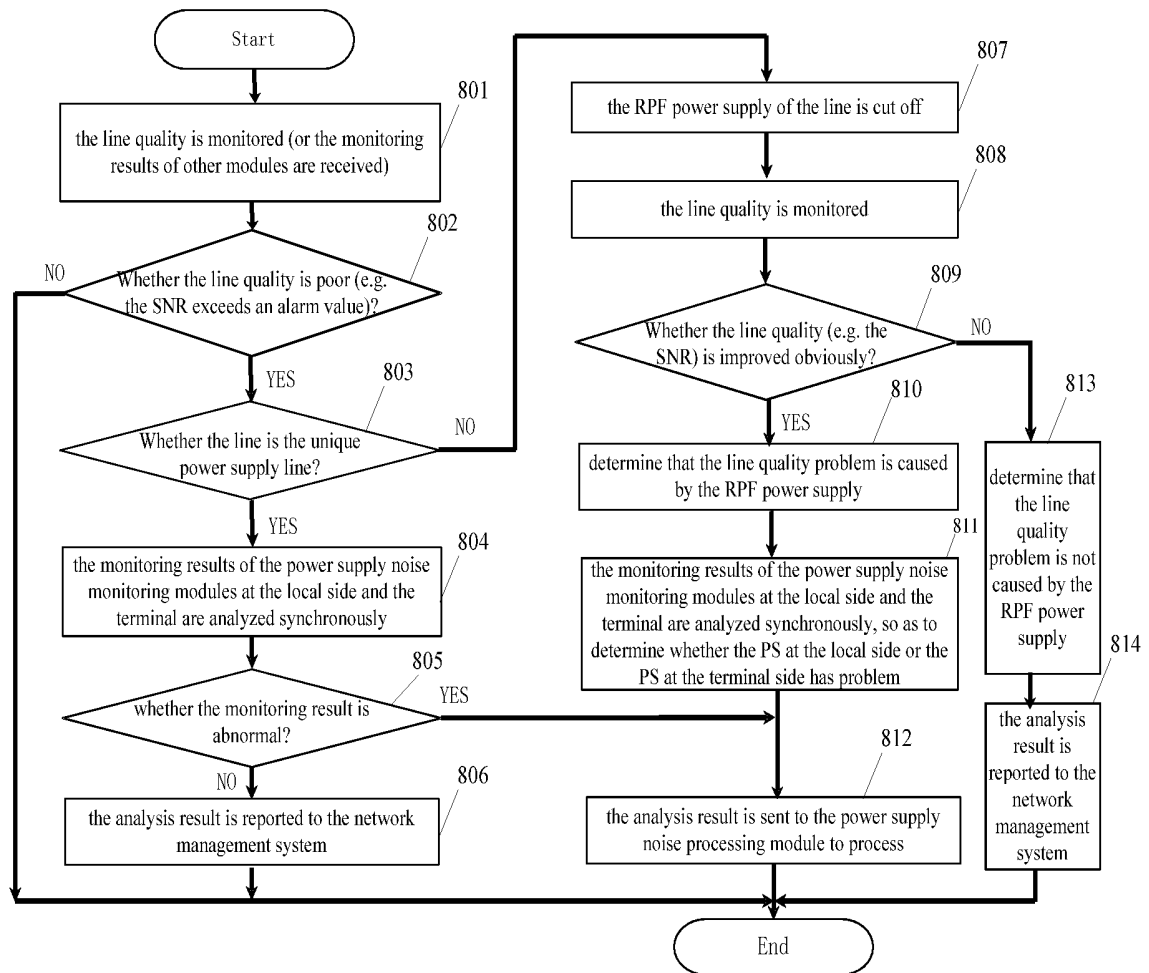 Start
801
the line quality is monitored (or the monitoring
results of other modules are received)
802
NO
Whether the line quality is poor (e.g.
the SNR exceeds an alarm value)?
YES
803
Whether the line is the unique
power supply line?
NO
YES
804
the monitoring results of the power supply noise
monitoring modules at the local side and the
terminal are analyzed synchronously
805
whether the monitoring result is
abnormal?
YES
NO
806
the analysis result is reported to the network
management system
807
the RPF power supply of the line is cut off
808
the line quality is monitored
809
Whether the line quality (e.g. the
SNR) is improved obviously?
NO
YES
810
determine that the line quality problem is caused
by the RPF power supply
811
the monitoring results of the power supply noise
monitoring modules at the local side and the
terminal are analyzed synchronously, so as to
determine whether the PS at the local side or the
PS at the terminal side has problem
812
the analysis result is sent to the power supply
noise processing module to process
813
determine that
the line
quality
problem is not
caused by the
RPF power
supply
814
the analysis
result is
reported to the
network
management
system
End